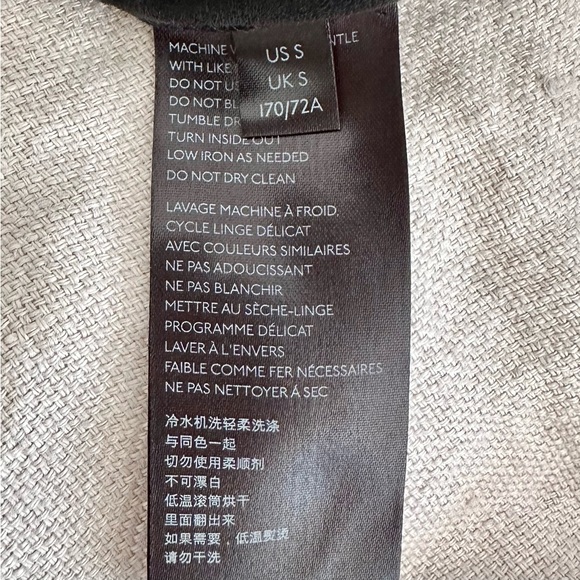 US S
UK S
170/72A
MACHINE
WITH LIKE
DO NOT
DO NOT
TUMBLE
TURN INSIDE OUT
LOW IRON AS NEEDED
DO NOT DRY CLEAN
LAVAGE MACHINE À FROID.
CYCLE LINGE DÉLICAT
AVEC COULEURS SIMILAIRES
NE PAS ADOUCISSANT
NE PAS BLANCHIR
METTRE AU SÈCHE-LINGE
PROGRAMME DÉLICAT
LAVER À L'ENVERS
FAIBLE COMME FER NÉCESSAIRES
NE PAS NETTOYER À SEC
冷水机洗轻柔洗涤
与同色一起
切勿使用柔顺剂
不可漂白
低温滚筒烘干
里面翻出来
如果需要，低温熨烫
请勿干洗